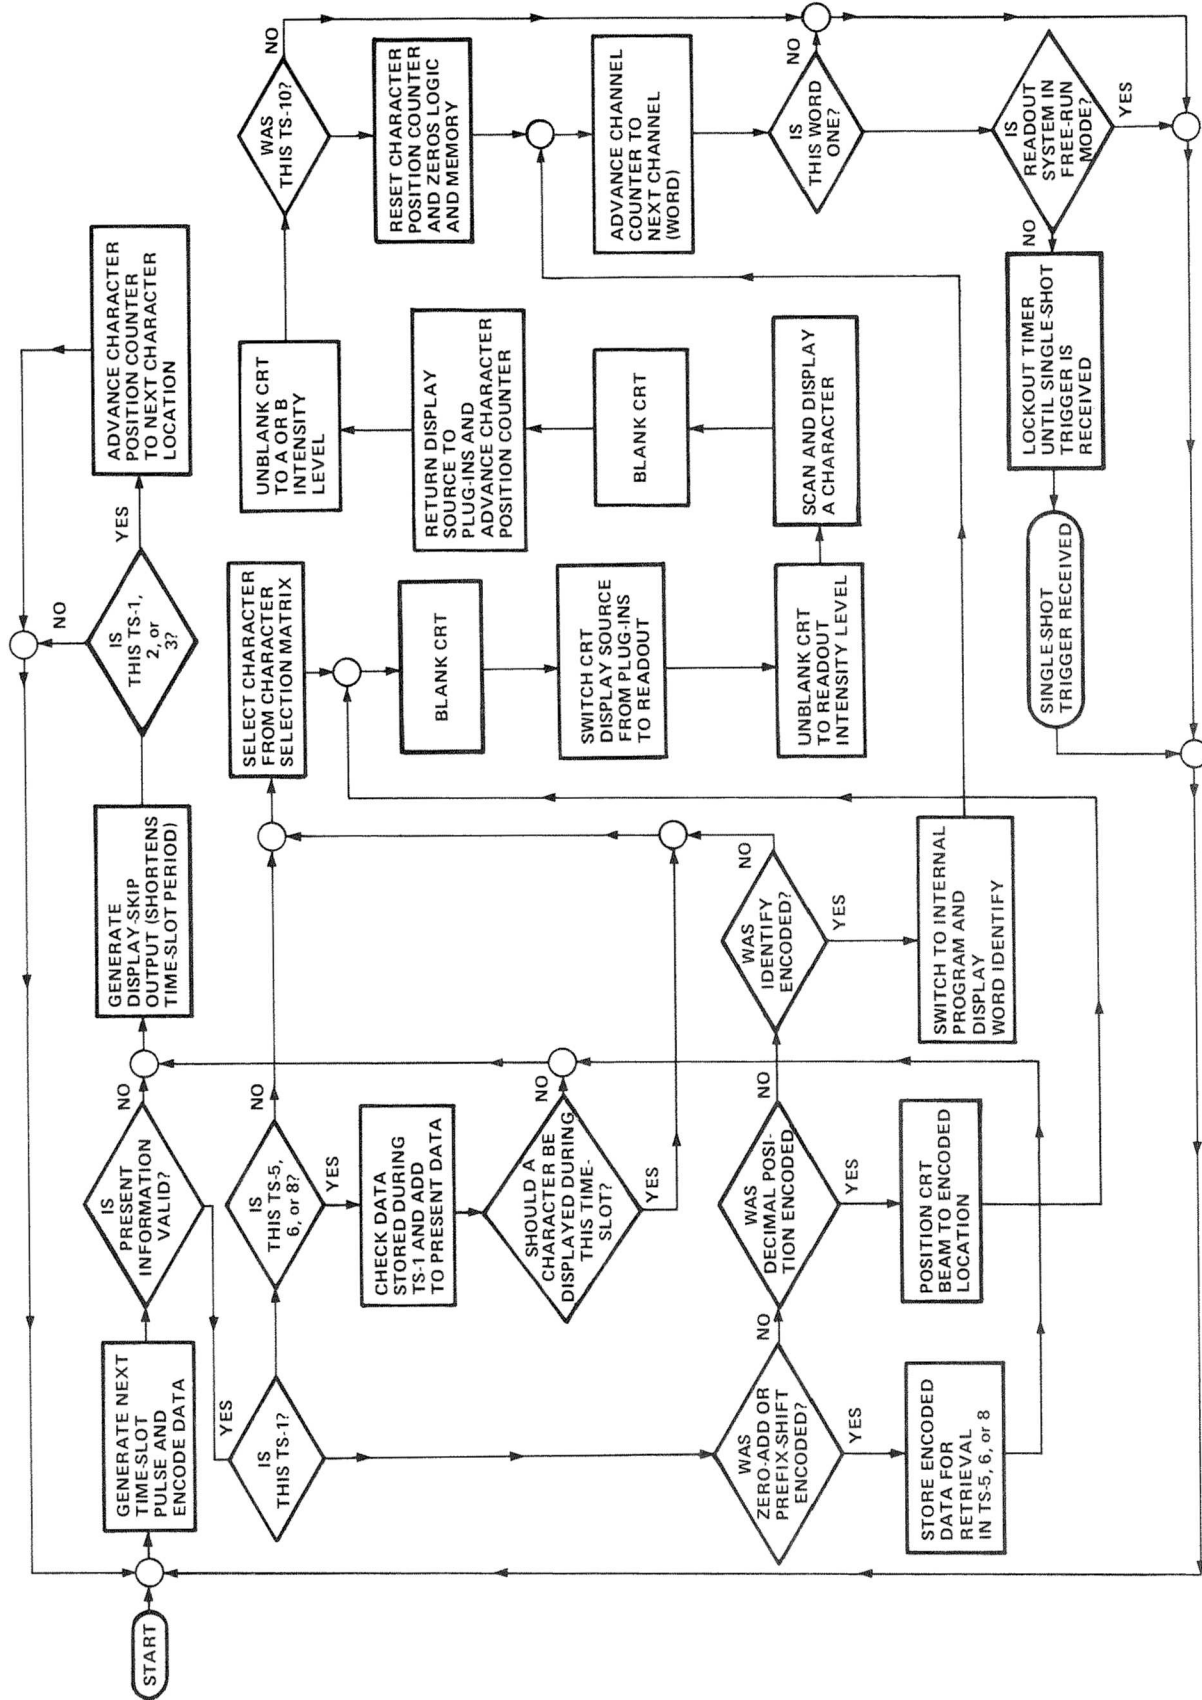 START
GENERATE NEXT
TIME-SLOT
PULSE AND
ENCODE DATA
IS
PRESENT
INFORMATION
VALID?
NO
YES
GENERATE
DISPLAY-SKIP
OUTPUT (SHORTENS
TIME-SLOT PERIOD)
IS
THIS TS-1,
2, or
3?
NO
YES
ADVANCE CHARACTER
POSITION COUNTER
TO NEXT CHARACTER
LOCATION
IS
THIS TS-1?
IS
THIS TS-5,
6, or 8?
NO
YES
CHECK DATA
STORED DURING
TS-1 AND ADD
TO PRESENT DATA
SHOULD A
CHARACTER BE
DISPLAYED DURING
THIS TIME-
SLOT?
NO
YES
WAS
ZERO-ADD OR
PREFIX-SHIFT
ENCODED?
NO
YES
STORE ENCODED
DATA FOR
RETRIEVAL
IN TS-5, 6, or 8
WAS
DECIMAL POSI-
TION ENCODED
NO
YES
POSITION CRT
BEAM TO ENCODED
LOCATION
WAS
IDENTIFY
ENCODED?
NO
YES
SWITCH TO INTERNAL
PROGRAM AND
DISPLAY
WORD IDENTIFY
SELECT CHARACTER
FROM CHARACTER
SELECTION MATRIX
BLANK CRT
SWITCH CRT
DISPLAY SOURCE
FROM PLUG-INS
TO READOUT
UNBLANK CRT
TO READOUT
INTENSITY LEVEL
SCAN AND DISPLAY
A CHARACTER
BLANK CRT
RETURN DISPLAY
SOURCE TO
PLUG-INS AND
ADVANCE CHARACTER
POSITION COUNTER
UNBLANK CRT
TO A OR B
INTENSITY
LEVEL
WAS
THIS TS-10?
NO
RESET CHARACTER
POSITION COUNTER
AND ZEROS LOGIC
AND MEMORY
ADVANCE CHANNEL
COUNTER TO
NEXT CHANNEL
(WORD)
IS
THIS WORD
ONE?
NO
IS
READOUT
SYSTEM IN
FREE-RUN
MODE?
YES
NO
LOCKOUT TIMER
UNTIL SINGLE-SHOT
TRIGGER IS
RECEIVED
SINGLE-SHOT
TRIGGER RECEIVED